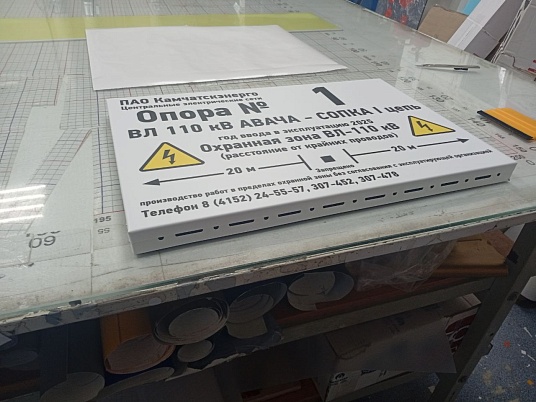 ПАО Камчатскэнерго
Центральные электрические сети
Опора № 1
ВЛ 110 кВ АВАЧА - СОПКА 1 цепь
год ввода в эксплуатацию 2025
Охранная зона ВЛ-110 кВ
(расстояние от крайних проводов)
20 м 20 м
Запрещено
производство работ в пределах охранной зоны без согласования с эксплуатирующей организацией
Телефон 8 (4152) 24-55-57, 307-452, 307-478